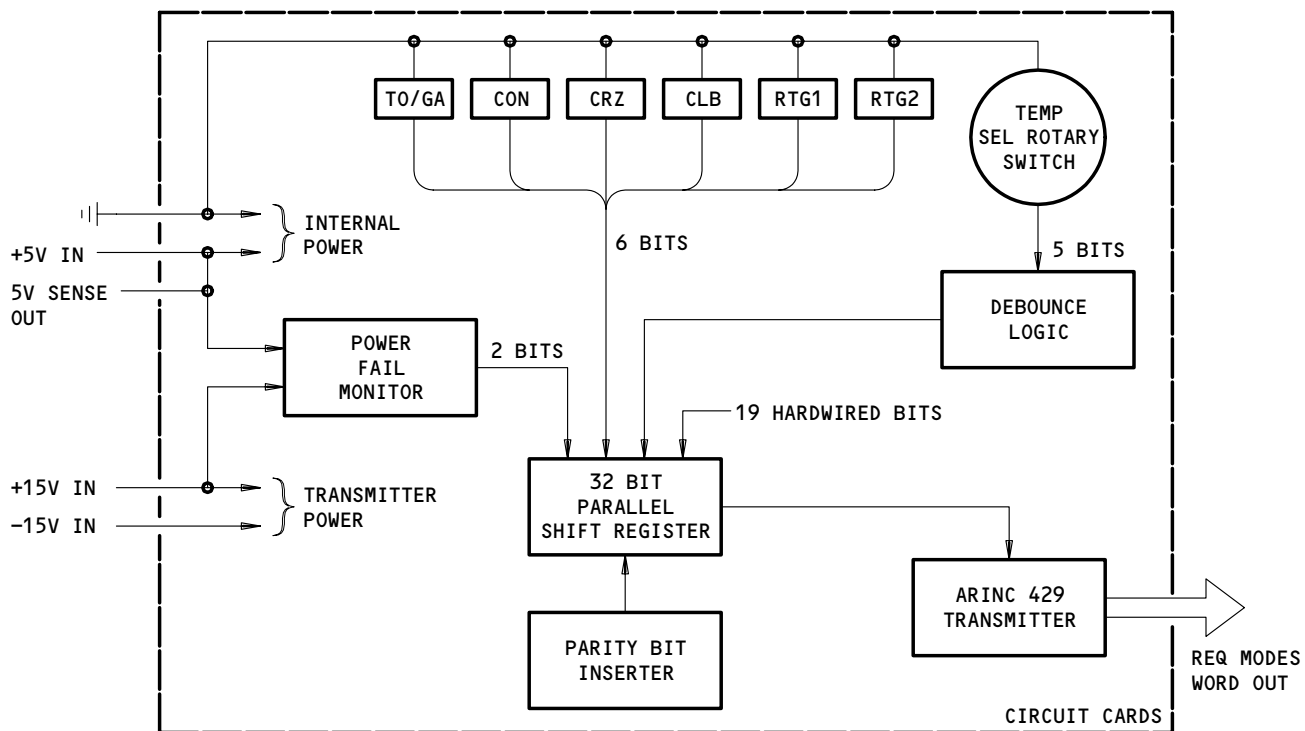 TO/GA
CON
CRZ
CLB
RTG1
RTG2
TEMP
SEL ROTARY
SWITCH
INTERNAL
POWER
+5V IN
5V SENSE
OUT
6 BITS
5 BITS
DEBOUNCE
LOGIC
POWER
FAIL
MONITOR
2 BITS
19 HARDWIRED BITS
+15V IN
-15V IN
TRANSMITTER
POWER
32 BIT
PARALLEL
SHIFT REGISTER
ARINC 429
TRANSMITTER
PARITY BIT
INSERTER
REQ MODES
WORD OUT
CIRCUIT CARDS